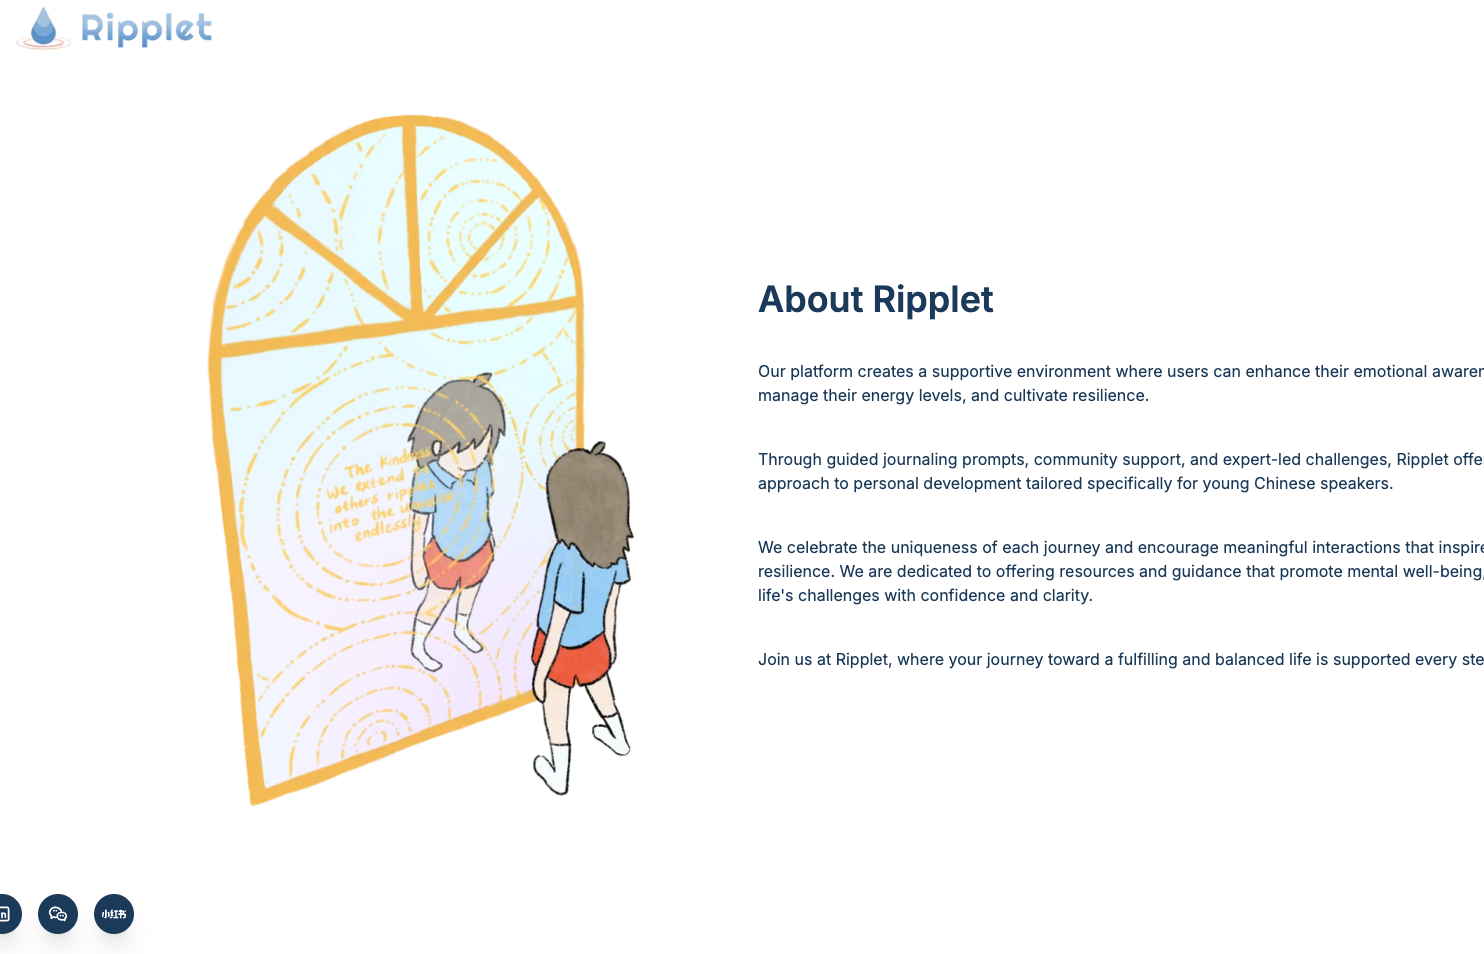 Ripplet
The kindness
we extend
others ripples
into the universe
endlessly
About Ripplet
Our platform creates a supportive environment where users can enhance their emotional
manage their energy levels, and cultivate resilience.
Through guided journaling prompts, community support, and expert-led challenges, Ripplet
approach to personal development tailored specifically for young Chinese speakers.
We celebrate the uniqueness of each journey and encourage meaningful interactions that
resilience. We are dedicated to offering resources and guidance that promote mental well-being,
life's challenges with confidence and clarity.
Join us at Ripplet, where your journey toward a fulfilling and balanced life is supported every
小红书